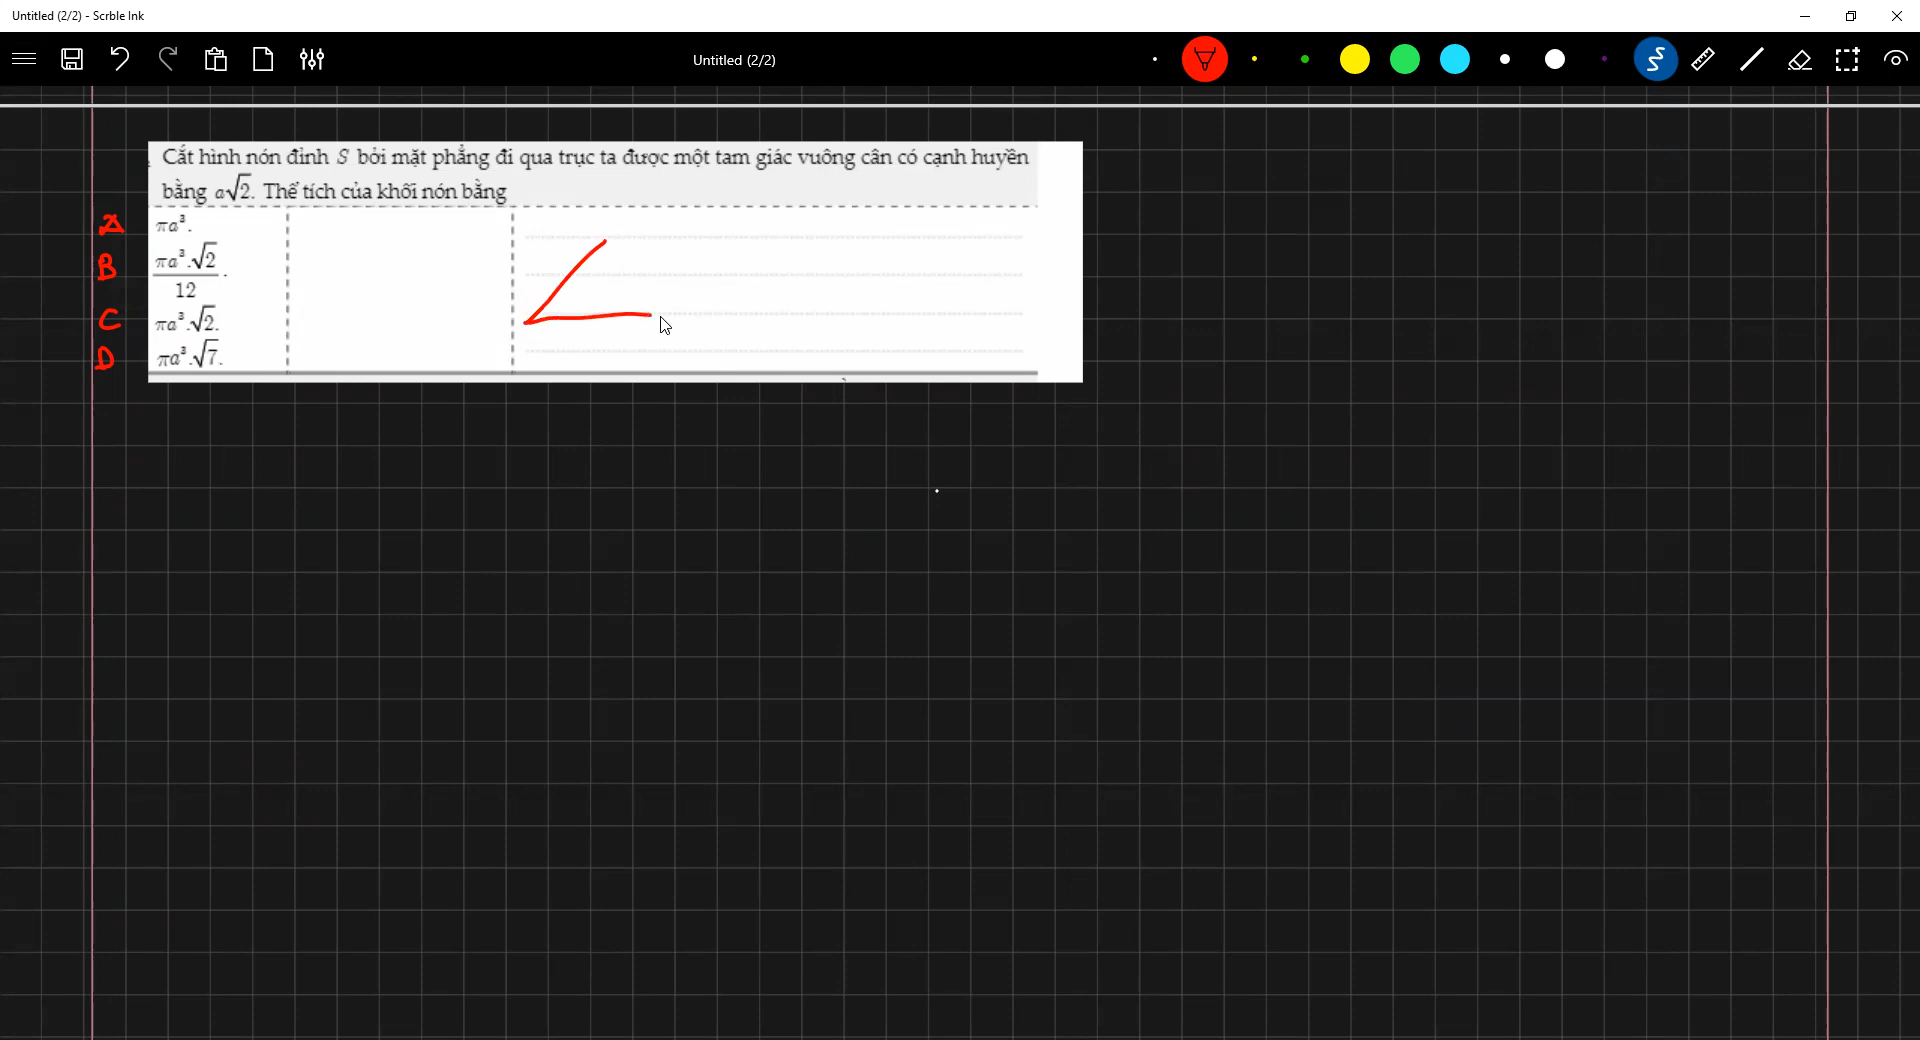 Untitled (2/2) - Scrble Ink
Untitled (2/2)
Cắt hình nón đỉnh S bởi mặt phẳng đi qua trục ta được một tam giác vuông cân có cạnh huyền
bằng a√2. Thể tích của khối nón bằng
A πa³.
B πa³.√2/12.
C πa³.√2.
D πa³.√7.